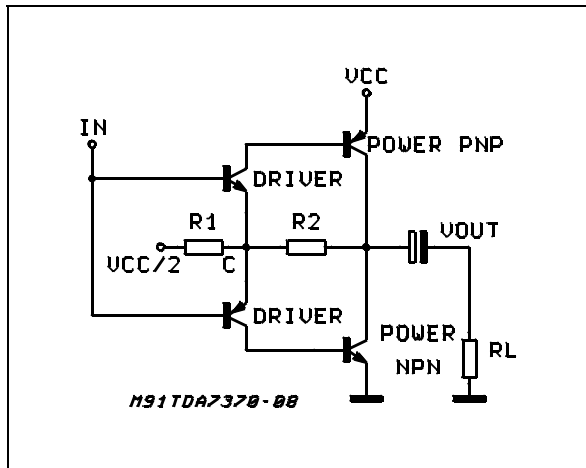 VCC
IN
POWER PNP
DRIVER
R1
R2
VOUT
VCC/2
C
DRIVER
POWER
NPN
RL
M91TDA7370-08